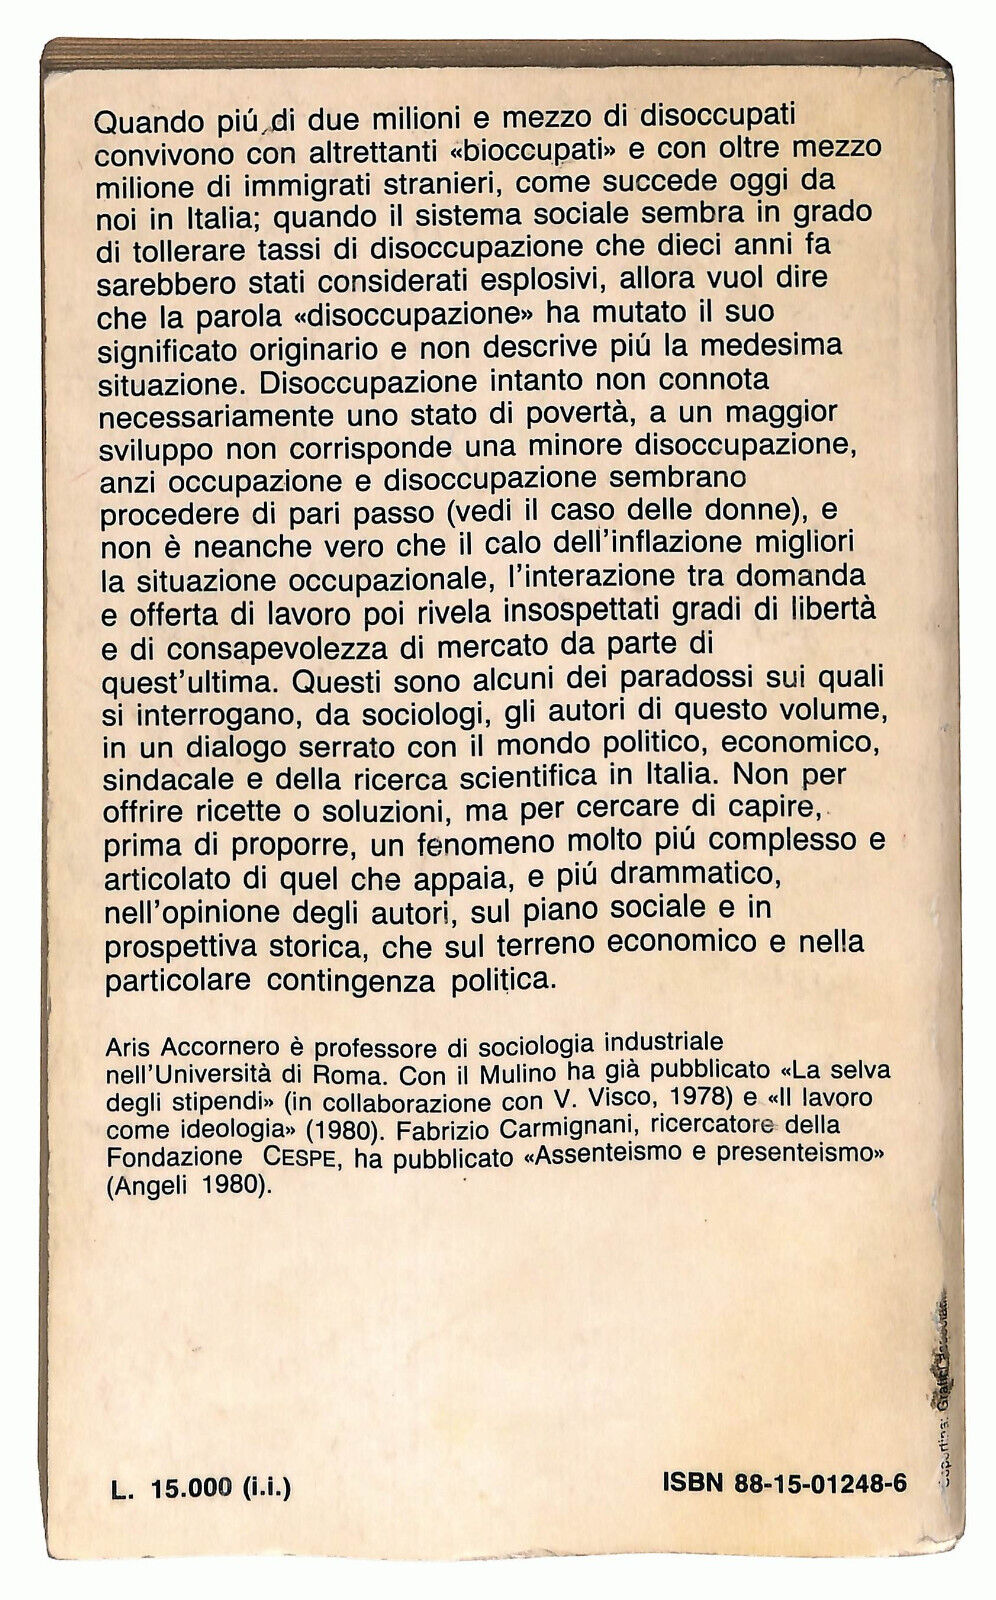 Quando piú di due milioni e mezzo di disoccupati
convivono con altrettanti «bioccupati» e con oltre mezzo
milione di immigrati stranieri, come succede oggi da
noi in Italia; quando il sistema sociale sembra in grado
di tollerare tassi di disoccupazione che dieci anni fa
sarebbero stati considerati esplosivi, allora vuol dire
che la parola «disoccupazione» ha mutato il suo
significato originario e non descrive piú la medesima
situazione. Disoccupazione intanto non connota
necessariamente uno stato di povertà, a un maggior
sviluppo non corrisponde una minore disoccupazione,
anzi occupazione e disoccupazione sembrano
procedere di pari passo (vedi il caso delle donne), e
non è neanche vero che il calo dell'inflazione migliori
la situazione occupazionale, l'interazione tra domanda
e offerta di lavoro poi rivela insospettati gradi di libertà
e di consapevolezza di mercato da parte di
quest'ultima. Questi sono alcuni dei paradossi sui quali
si interrogano, da sociologi, gli autori di questo volume,
in un dialogo serrato con il mondo politico, economico,
sindacale e della ricerca scientifica in Italia. Non per
offrire ricette o soluzioni, ma per cercare di capire,
prima di proporre, un fenomeno molto piú complesso e
articolato di quel che appaia, e piú drammatico,
nell'opinione degli autori, sul piano sociale e in
prospettiva storica, che sul terreno economico e nella
particolare contingenza politica.
Aris Accornero è professore di sociologia industriale
nell'Università di Roma. Con il Mulino ha già pubblicato «La selva
degli stipendi» (in collaborazione con V. Visco, 1978) e «Il lavoro
come ideologia» (1980). Fabrizio Carmignani, ricercatore della
Fondazione CESPE, ha pubblicato «Assenteismo e presenteismo»
(Angeli 1980).
L. 15.000 (i.i.)
ISBN 88-15-01248-6